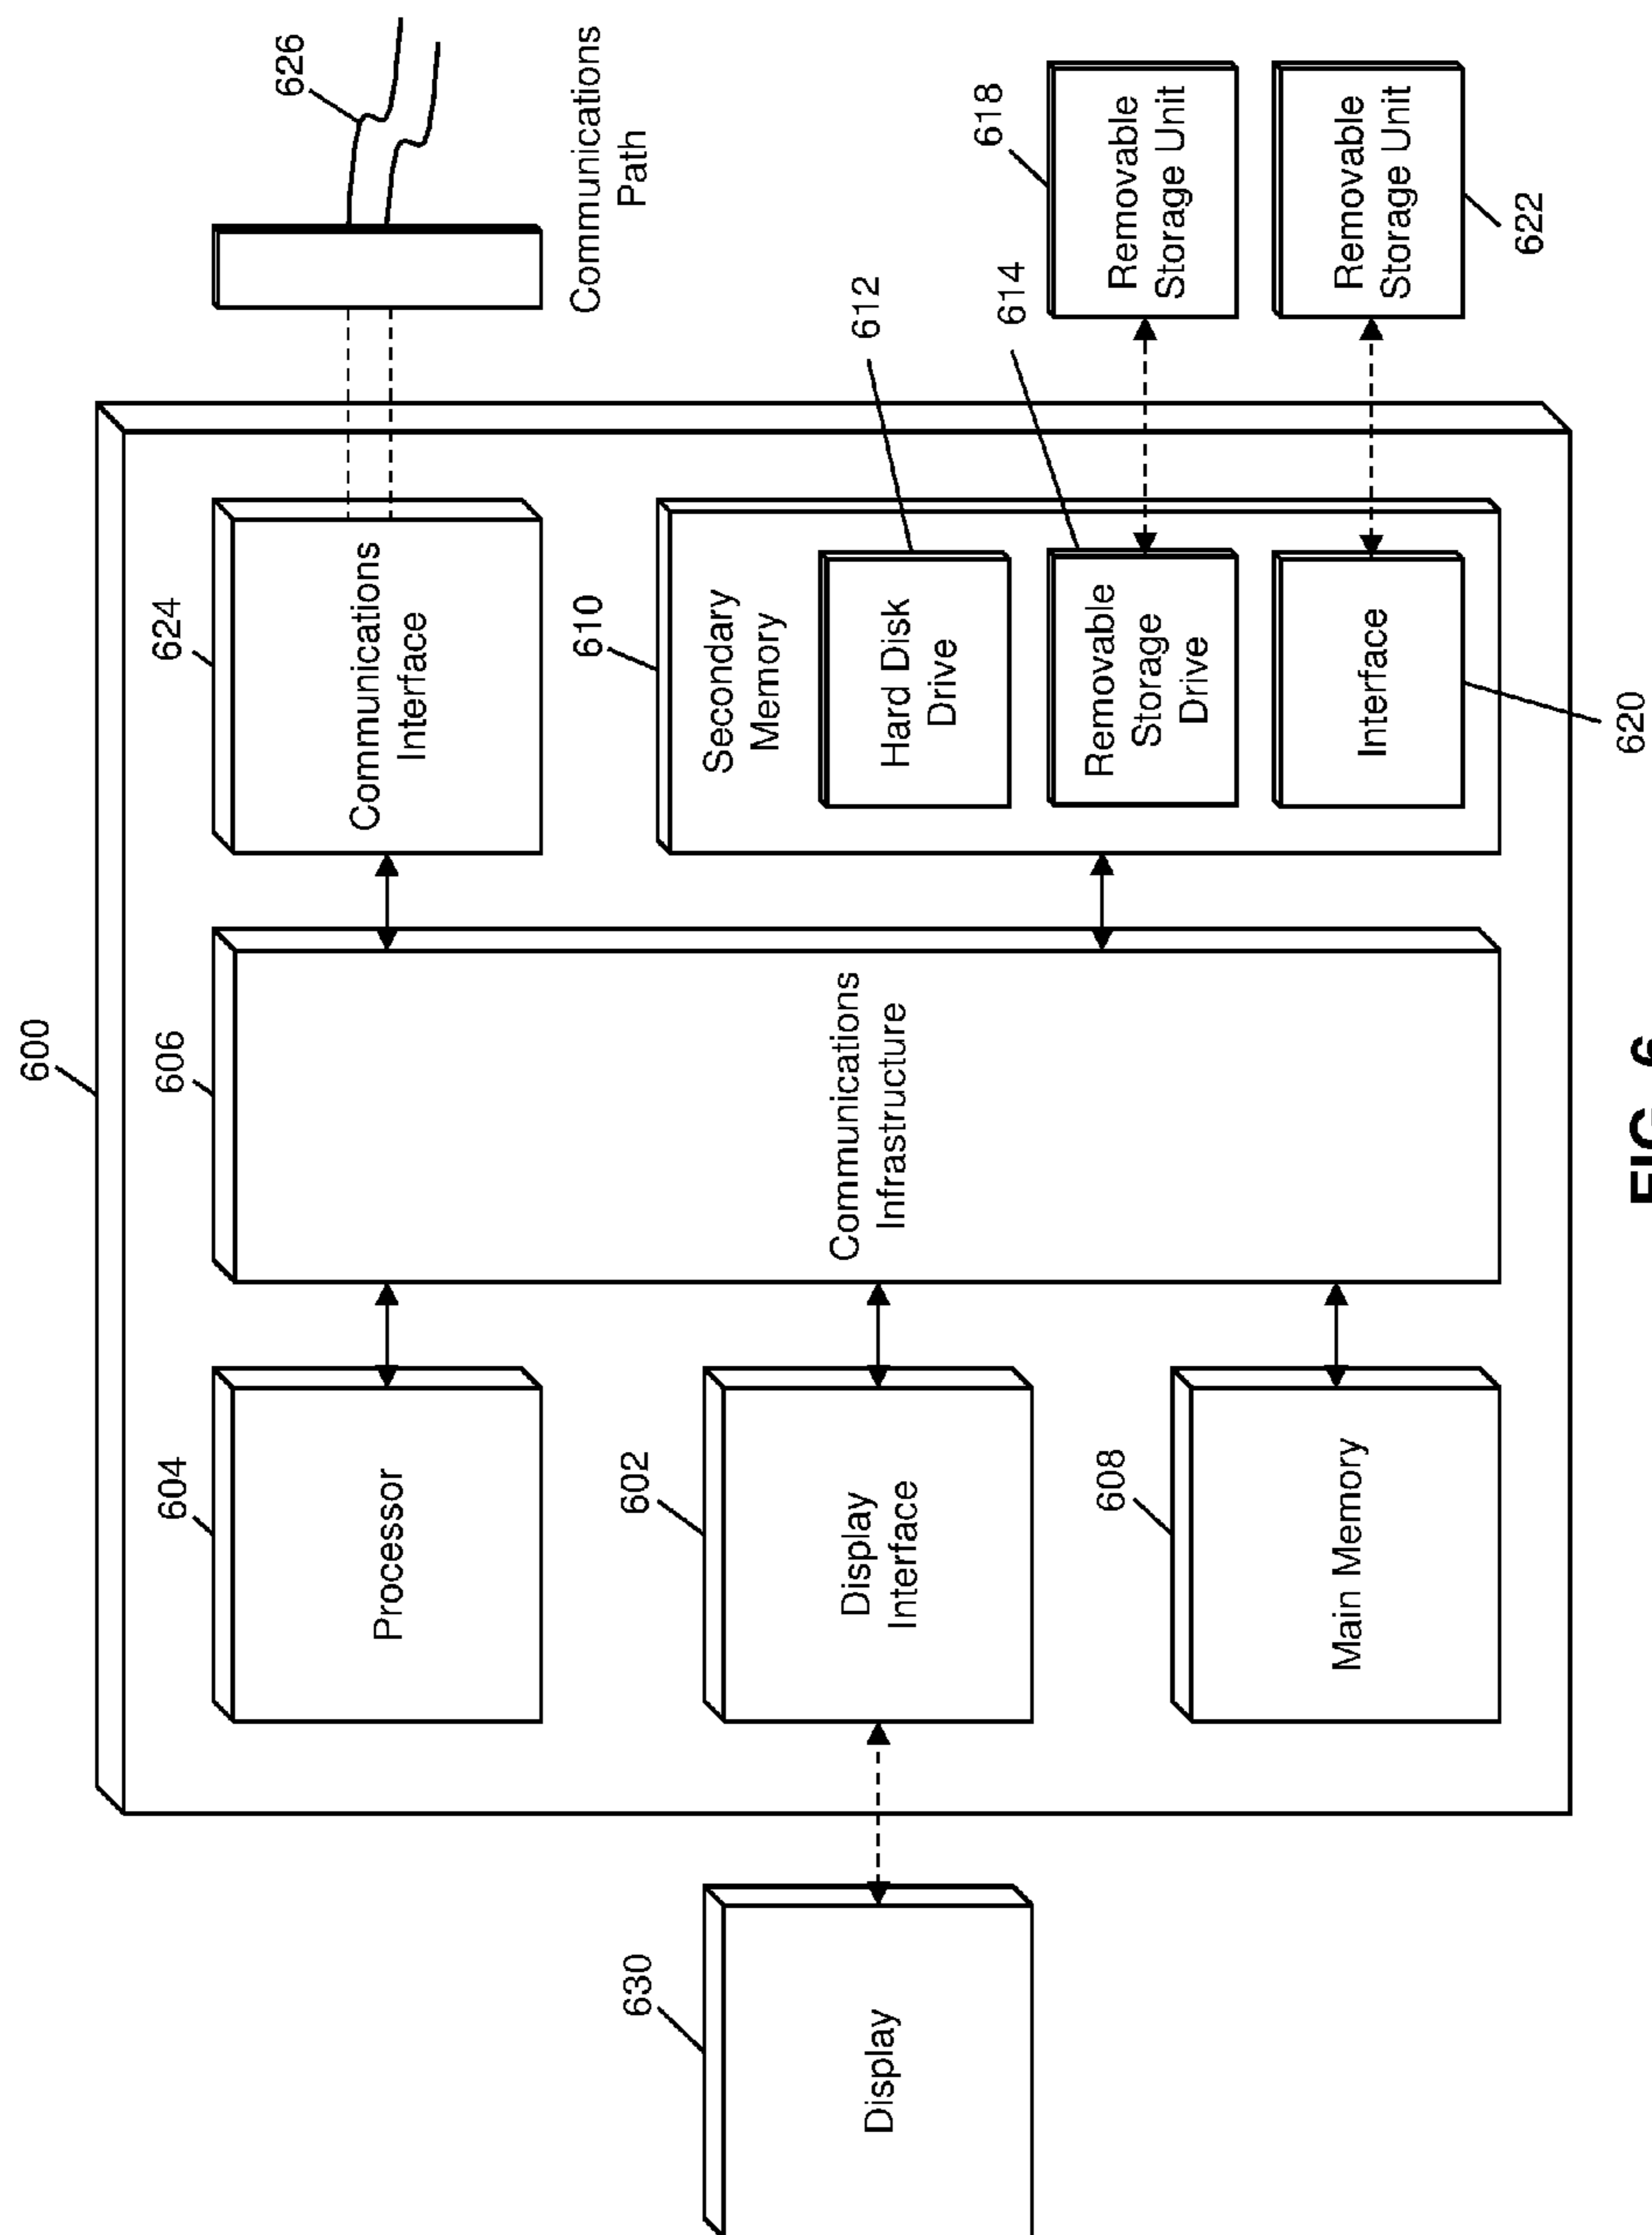 600
630
Display
604
Processor
602
Display
Interface
608
Main Memory
606
Communications
Infrastructure
624
Communications
Interface
610
Secondary
Memory
612
Hard Disk
Drive
614
Removable
Storage
Drive
Interface
620
626
Communications
Path
618
Removable
Storage Unit
Removable
Storage Unit
622
FIG. 6